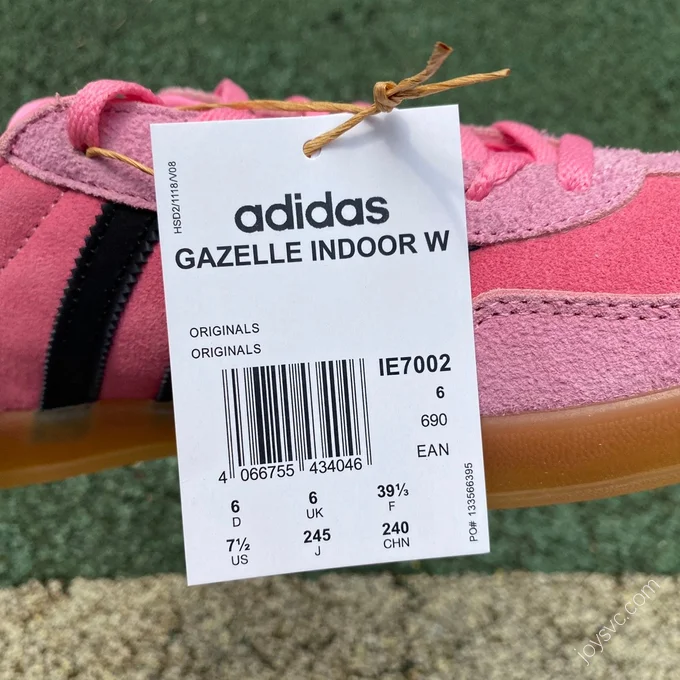 HSD2/1118/V08
adidas
GAZELLE INDOOR W
ORIGINALS
ORIGINALS
IE7002
6
690
EAN
4 066755 434046
6 6 39⅓
D UK F
7½ 245 240
US J CHN
PO# 133566395
joysvc.com